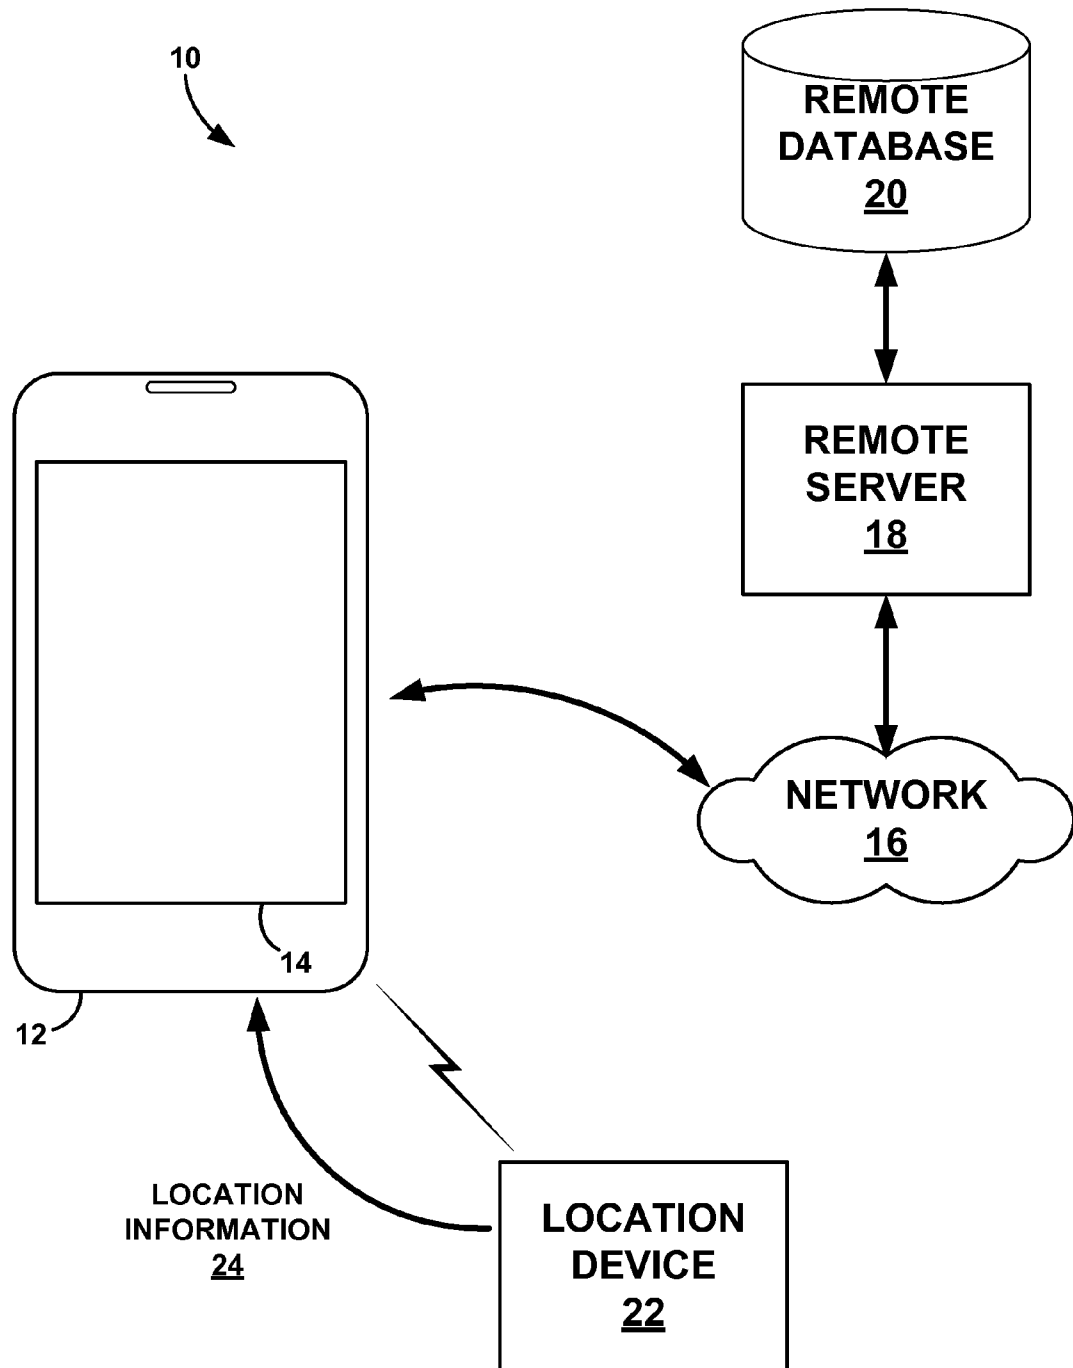 10
REMOTE
DATABASE
20
REMOTE
SERVER
18
NETWORK
16
14
12
LOCATION
INFORMATION
24
LOCATION
DEVICE
22